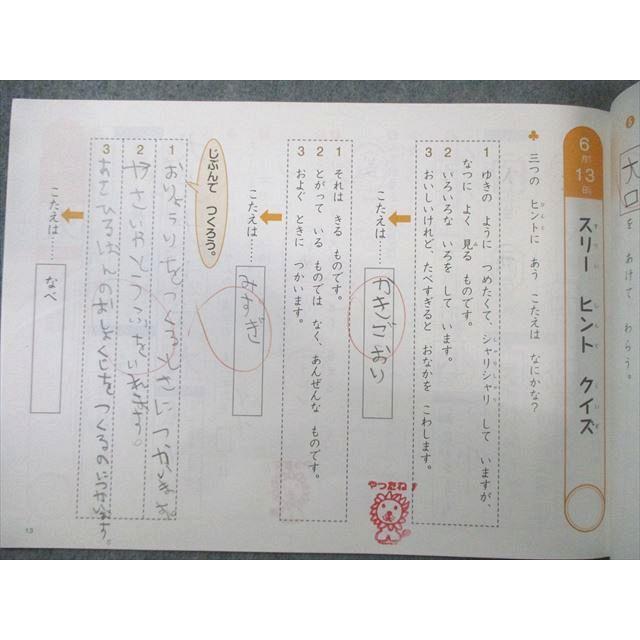 大口
を あけて わらう。
6月 13日
スリー ヒント クイズ
♣ 三つの ヒントに あう こたえは なにかな?
1 ゆきの ように つめたくて、シャリシャリ して いますが、
なつに よく 見る ものです。
2 いろいろな いろを して います。
3 おいしいけれど、たべすぎると おなかを こわします。
こたえは……
かきごおり
やったね!
1 それは きる ものです。
2 とがって いる ものでは なく、あんぜんな ものです。
3 およぐ ときに つかいます。
こたえは……
みずぎ
じぶんで つくろう。
1 おりょうりをつくるときにつかいます。
2 やさいやとうふをいれます。
3 あさひるばんのおしょくじをつくるのにつかいます
こたえは……
なべ
13